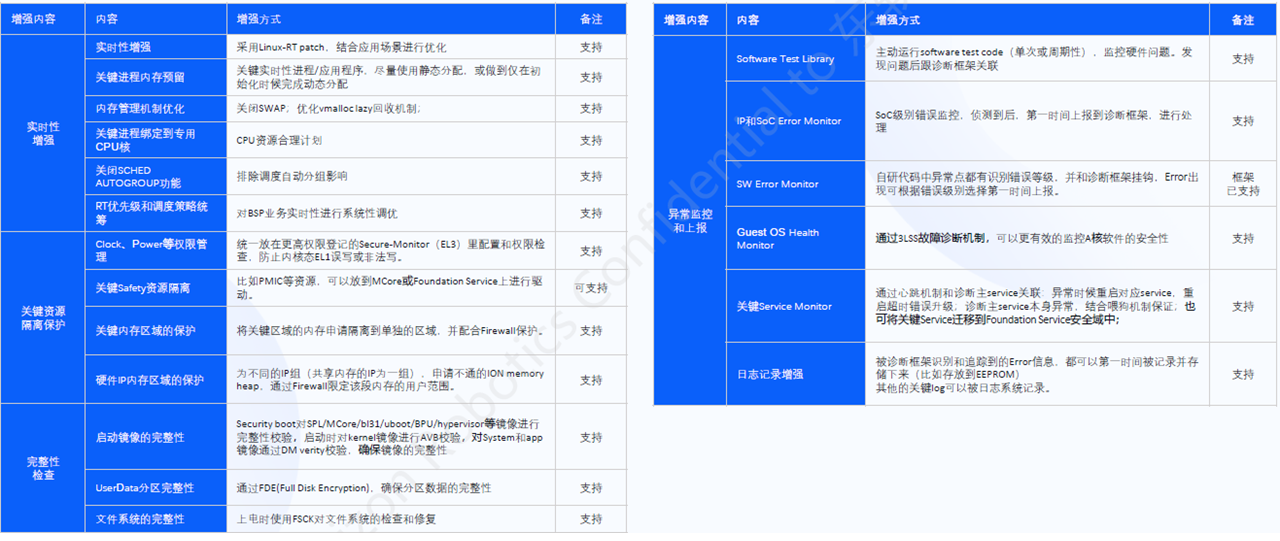 增强内容 内容 增强方式 备注
实时性
增强
实时性增强 采用Linux-RT patch，结合应用场景进行优化 支持
关键进程内存预留 关键实时性进程/应用程序，尽量使用静态分配，或做到仅在初
始化时候完成动态分配 支持
内存管理机制优化 关闭SWAP；优化vmalloc lazy回收机制； 支持
关键进程绑定到专用
CPU核 CPU资源合理计划 支持
关闭SCHED
AUTOGROUP功能 排除调度自动分组影响 支持
RT优先级和调度策略统
筹 对BSP业务实时性进行系统性调优 支持
关键资源
隔离保护
Clock、Power等权限管
理 统一放在更高权限登记的Secure-Monitor（EL3）里配置和权限检
查，防止内核态EL1误写或非法写。 支持
关键Safety资源隔离 比如PMIC等资源，可以放到MCore或Foundation Service上进行驱
动。 可支持
关键内存区域的保护 将关键区域的内存申请隔离到单独的区域，并配合Firewall保护。 支持
硬件IP内存区域的保护 为不同的IP组（共享内存的IP为一组），申请不通的ION memory
heap，通过Firewall限定该段内存的用户范围。 支持
完整性
检查
启动镜像的完整性 Security boot对SPL/MCore/bl31/uboot/BPU/hypervisor等镜像进行
完整性校验，启动时对kernel镜像进行AVB校验，对System和app
镜像通过DM verity校验，确保镜像的完整性 支持
UserData分区完整性 通过FDE(Full Disk Encryption)，确保分区数据的完整性 支持
文件系统的完整性 上电时使用FSCK对文件系统的检查和修复 支持
增强内容 内容 增强方式 备注
异常监控
和上报
Software Test Library 主动运行software test code（单次或周期性），监控硬件问题。发
现问题后跟诊断框架关联 支持
IP和SoC Error Monitor SoC级别错误监控，侦测到后，第一时间上报到诊断框架，进行处
理 支持
SW Error Monitor 自研代码中异常点都有识别错误等级，并和诊断框架挂钩，Error出
现可根据错误级别选择第一时间上报。 框架
已支持
Guest OS Health
Monitor 通过3LSS故障诊断机制，可以更有效的监控A核软件的安全性 支持
关键Service Monitor 通过心跳机制和诊断主service关联，异常时候重启对应service，重
启超时错误升级；诊断主service本身异常，结合喂狗机制保证；也
可将关键Service迁移到Foundation Service安全域中； 支持
日志记录增强 被诊断框架识别和追踪到的Error信息，都可以第一时间被记录并存
储下来（比如存放到EEPROM）
其他的关键log可以被日志系统记录。 支持
Robotics Confidential to